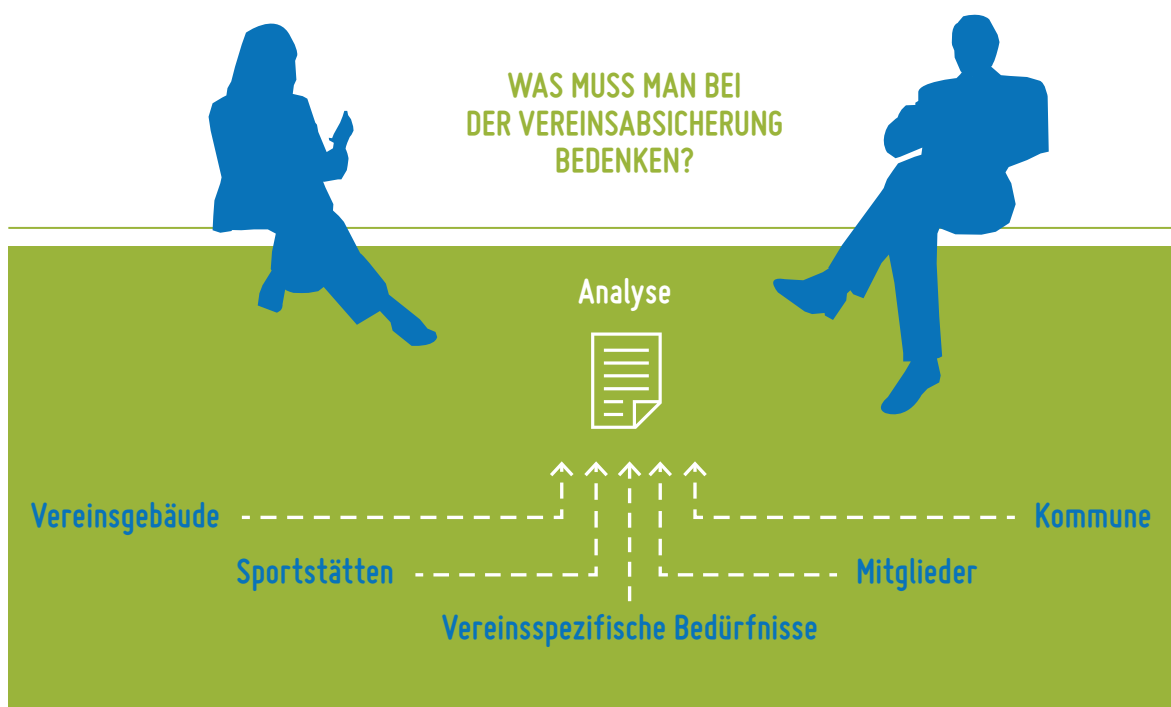 WAS MUSS MAN BEI
DER VEREINSABSICHERUNG
BEDENKEN?
Analyse
Vereinsgebäude
Kommune
Sportstätten
Mitglieder
Vereinsspezifische Bedürfnisse